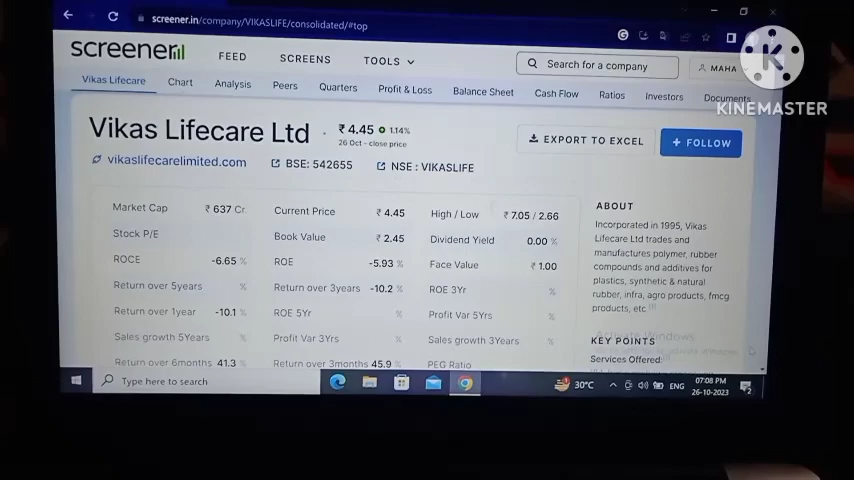 screener.in/company/VIKASLIFE/consolidated/#top
screener
FEED
SCREENS
TOOLS
Search for a company
MAHA
KINEMASTER
Vikas Lifecare
Chart
Analysis
Peers
Quarters
Profit & Loss
Balance Sheet
Cash Flow
Ratios
Investors
Documents
Vikas Lifecare Ltd
₹ 4.45 1.14%
26 Oct - close price
EXPORT TO EXCEL
+ FOLLOW
vikaslifecarelimited.com
BSE: 542655
NSE : VIKASLIFE
Market Cap ₹ 637 Cr.
Current Price ₹ 4.45
High / Low ₹ 7.05 / 2.66
Stock P/E
Book Value ₹ 2.45
Dividend Yield 0.00 %
ROCE -6.65 %
ROE -5.93 %
Face Value ₹ 1.00
Return over 5years %
Return over 3years -10.2 %
ROE 3Yr %
Return over 1year -10.1 %
ROE 5Yr %
Profit Var 5Yrs %
Sales growth 5Years %
Profit Var 3Yrs %
Sales growth 3Years %
Return over 6months 41.3 %
Return over 3months 45.9 %
PEG Ratio
ABOUT
Incorporated in 1995, Vikas
Lifecare Ltd trades and
manufactures polymer, rubber
compounds and additives for
plastics, synthetic & natural
rubber, infra, agro products, fmcg
products, etc
Activate Windows
KEY POINTS
Services Offered:
Type here to search
30°C
ENG
07:08 PM
26-10-2023
2